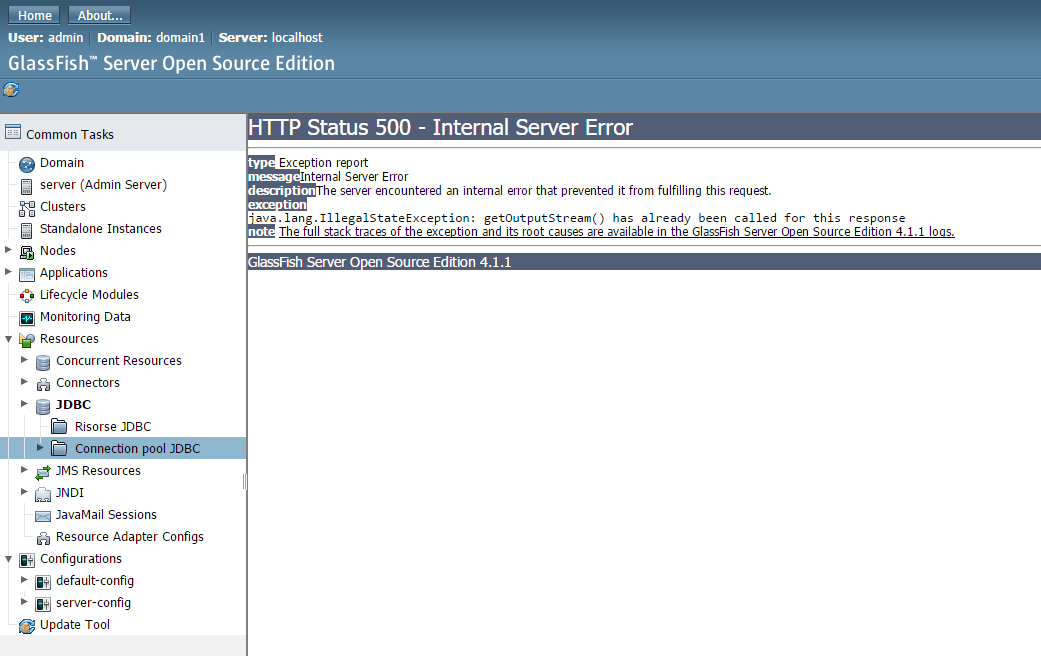 Home About...
User: admin Domain: domain1 Server: localhost
GlassFish™ Server Open Source Edition
Common Tasks
Domain
server (Admin Server)
Clusters
Standalone Instances
Nodes
Applications
Lifecycle Modules
Monitoring Data
Resources
Concurrent Resources
Connectors
JDBC
Risorse JDBC
Connection pool JDBC
JMS Resources
JNDI
JavaMail Sessions
Resource Adapter Configs
Configurations
default-config
server-config
Update Tool
HTTP Status 500 - Internal Server Error
type Exception report
messageInternal Server Error
descriptionThe server encountered an internal error that prevented it from fulfilling this request.
exception
java.lang.IllegalStateException: getOutputStream() has already been called for this response
note The full stack traces of the exception and its root causes are available in the GlassFish Server Open Source Edition 4.1.1 logs.
GlassFish Server Open Source Edition 4.1.1